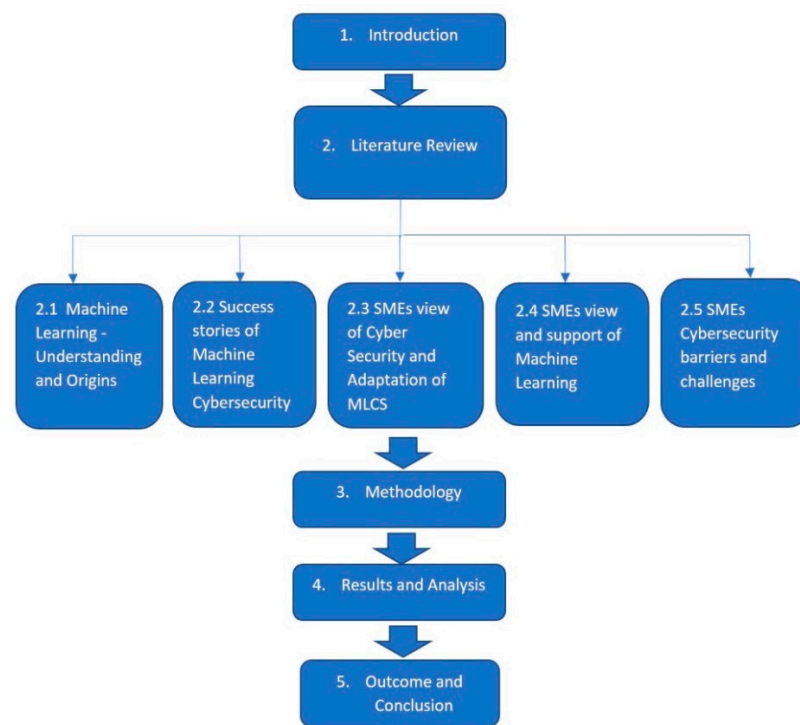 1. Introduction
2. Literature Review
2.1 Machine
Learning -
Understanding
and Origins
2.2 Success
stories of
Machine
Learning
Cybersecurity
2.3 SMEs view
of Cyber
Security and
Adaptation of
MLCS
2.4 SMEs view
and support of
Machine
Learning
2.5 SMEs
Cybersecurity
barriers and
challenges
3. Methodology
4. Results and Analysis
5. Outcome and
Conclusion